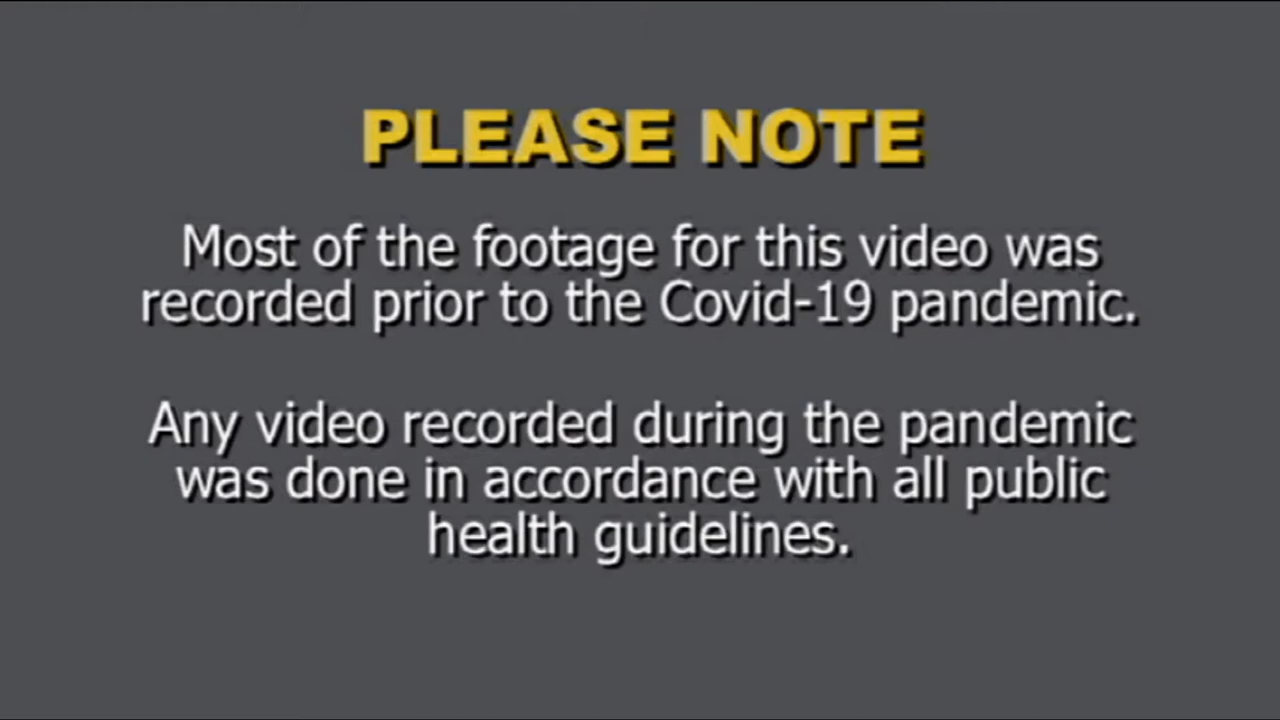 PLEASE NOTE
Most of the footage for this video was
recorded prior to the Covid-19 pandemic.
Any video recorded during the pandemic
was done in accordance with all public
health guidelines.